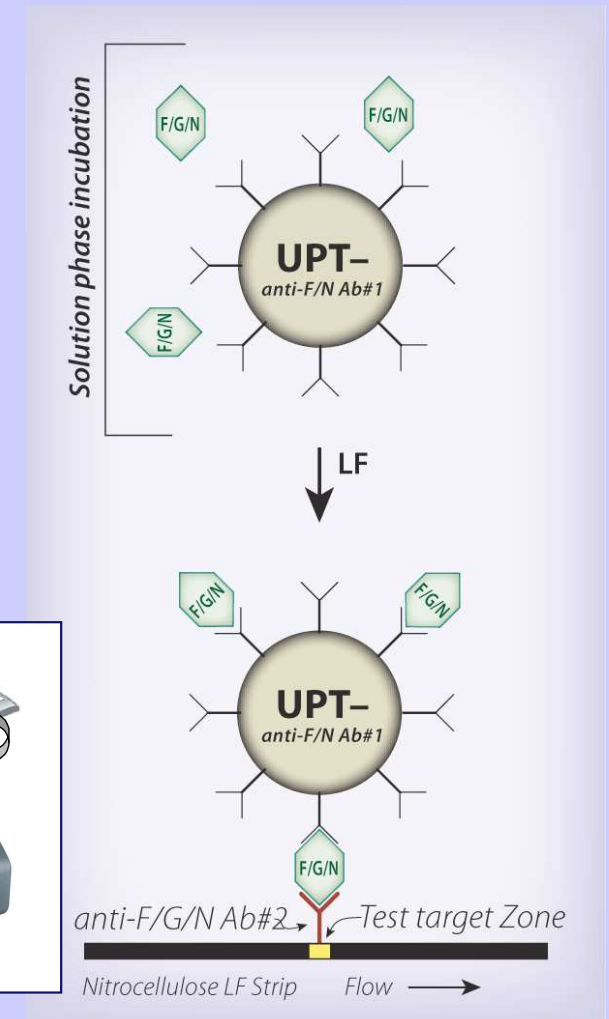 Solution phase incubation
F/G/N
F/G/N
UPT–
anti-F/N Ab#1
F/G/N
LF
F/G/N
F/G/N
UPT–
anti-F/N Ab#1
F/G/N
anti-F/G/N Ab#2
Test target Zone
Nitrocellulose LF Strip Flow